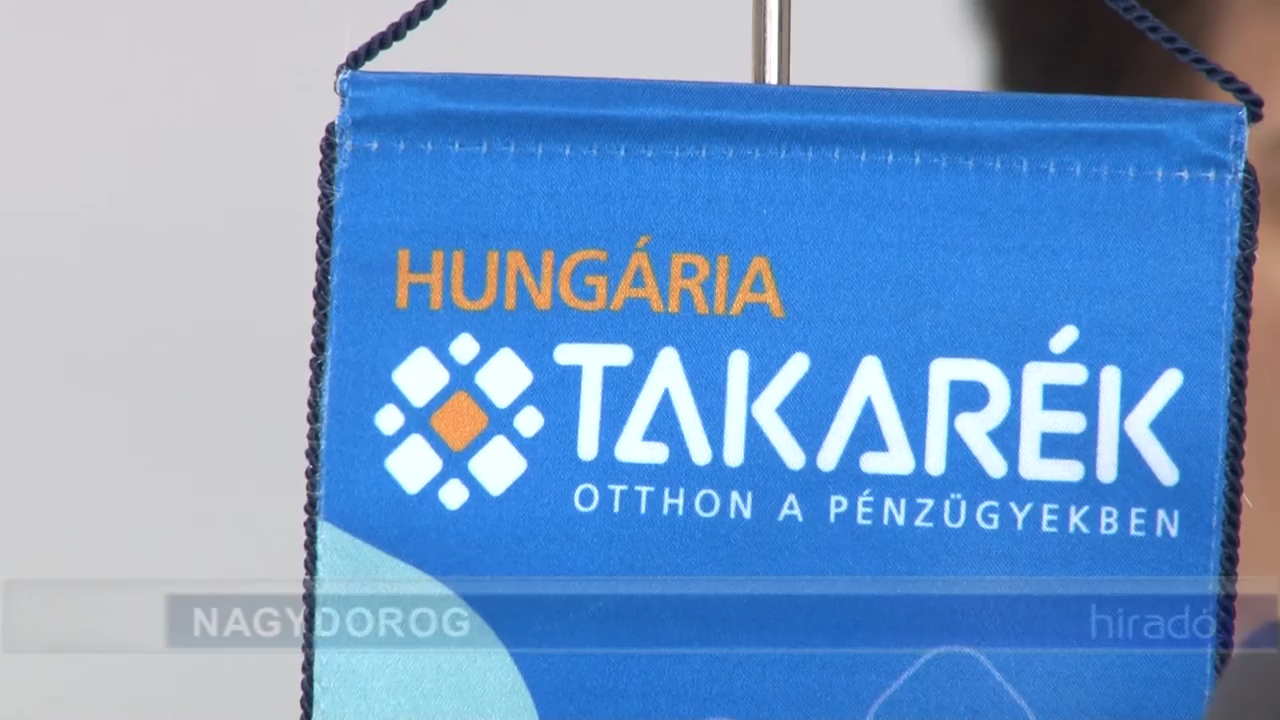 HUNGÁRIA
TAKARÉK
OTTHON A PÉNZÜGYEKBEN
NAGYDOROG
híradó